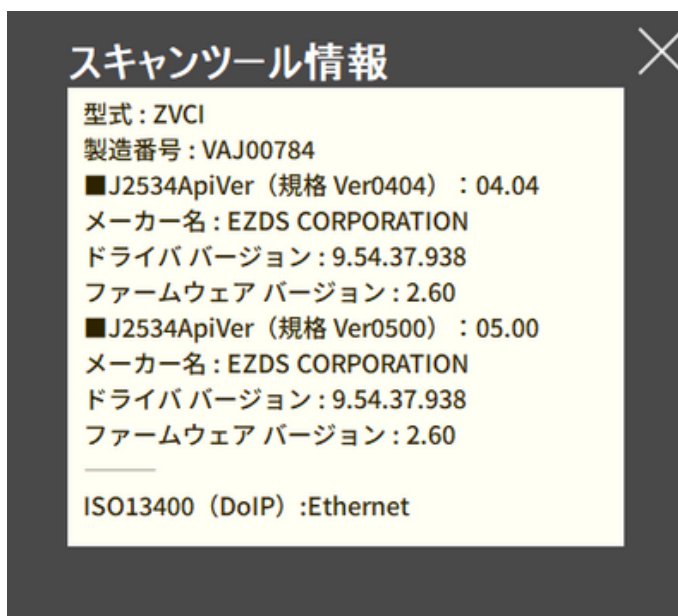 スキャンツール情報
型式 : ZVCI
製造番号 : VAJ00784
■J2534ApiVer（規格 Ver0404）：04.04
メーカー名 : EZDS CORPORATION
ドライバ バージョン : 9.54.37.938
ファームウェア バージョン : 2.60
■J2534ApiVer（規格 Ver0500）：05.00
メーカー名 : EZDS CORPORATION
ドライバ バージョン : 9.54.37.938
ファームウェア バージョン : 2.60
ISO13400（DoIP）:Ethernet